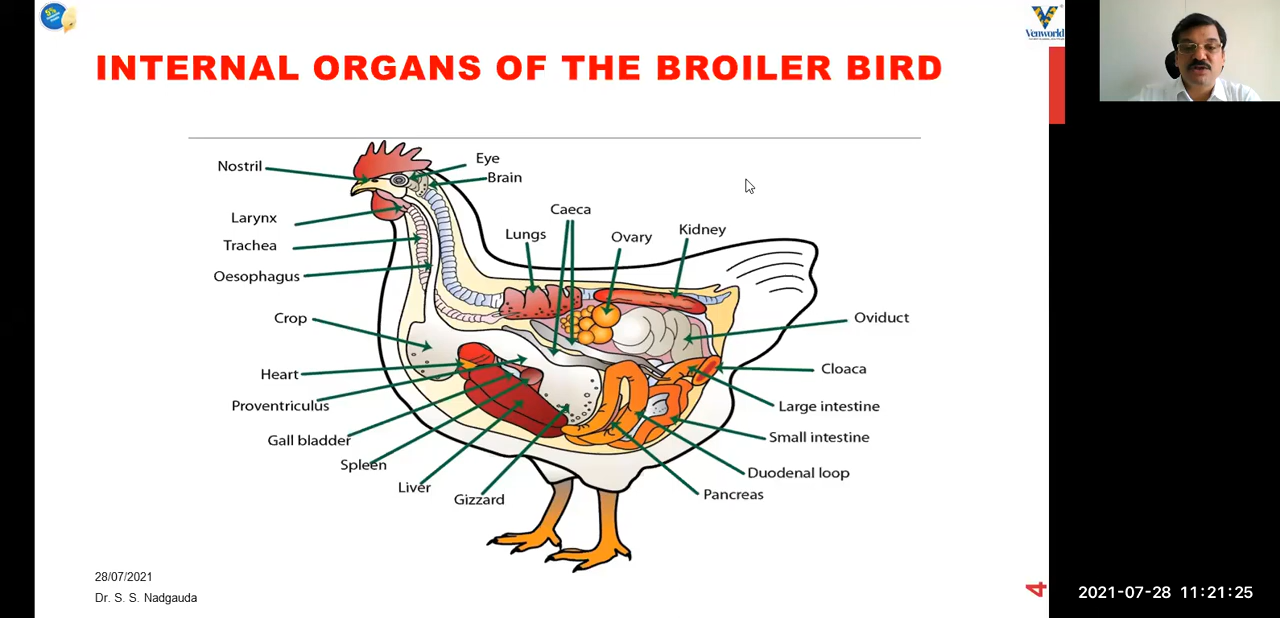 5%
Venworld
INTERNAL ORGANS OF THE BROILER BIRD
Nostril
Eye
Brain
Larynx
Caeca
Lungs
Ovary
Kidney
Trachea
Oesophagus
Crop
Oviduct
Heart
Cloaca
Proventriculus
Large intestine
Gall bladder
Small intestine
Spleen
Duodenal loop
Liver
Gizzard
Pancreas
28/07/2021
Dr. S. S. Nadgauda
4
2021-07-28 11:21:25